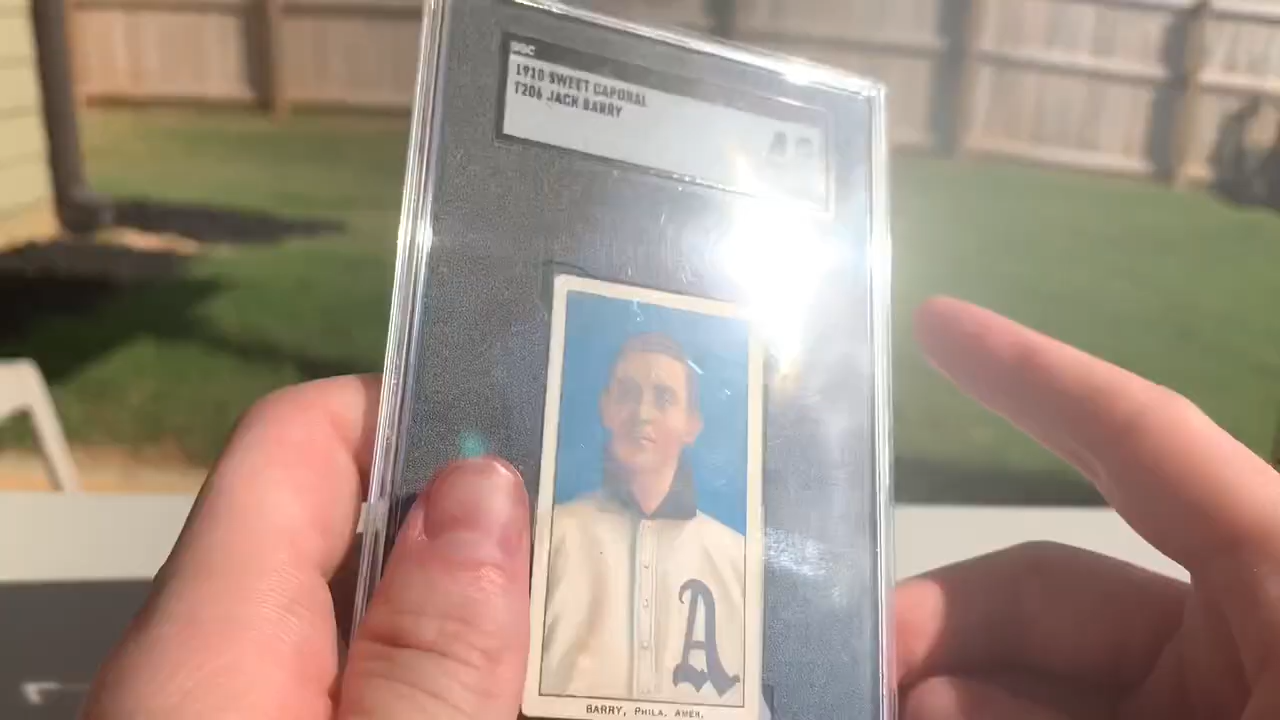 SGC
1910 SWEET CAPORAL
T206 JACK BARRY
A
BARRY, PHILA. AMER.